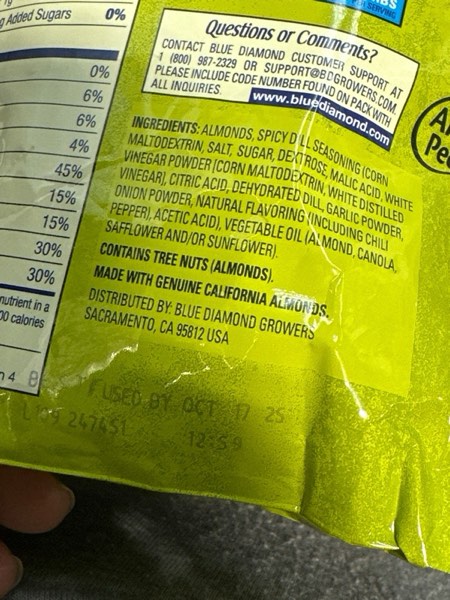 g Added Sugars 0%
0%
6%
6%
4%
45%
15%
15%
30%
30%
nutrient in a
00 calories
SERVING
Questions or Comments?
CONTACT BLUE DIAMOND CUSTOMER SUPPORT AT
1 (800) 987-2329 OR SUPPORT@BDGROWERS.COM.
PLEASE INCLUDE CODE NUMBER FOUND ON PACK WITH
ALL INQUIRIES.
www.bluediamond.com
INGREDIENTS: ALMONDS, SPICY DILL SEASONING (CORN
MALTODEXTRIN, SALT, SUGAR, DEXTROSE, MALIC ACID, WHITE
VINEGAR POWDER (CORN MALTODEXTRIN, WHITE DISTILLED
VINEGAR), CITRIC ACID, DEHYDRATED DILL, GARLIC POWDER,
ONION POWDER, NATURAL FLAVORING (INCLUDING CHILI
PEPPER), ACETIC ACID), VEGETABLE OIL (ALMOND, CANOLA,
SAFFLOWER AND/OR SUNFLOWER).
CONTAINS TREE NUTS (ALMONDS).
MADE WITH GENUINE CALIFORNIA ALMONDS.
DISTRIBUTED BY: BLUE DIAMOND GROWERS
SACRAMENTO, CA 95812 USA
F USED BY OCT 17 25
247451 12:59